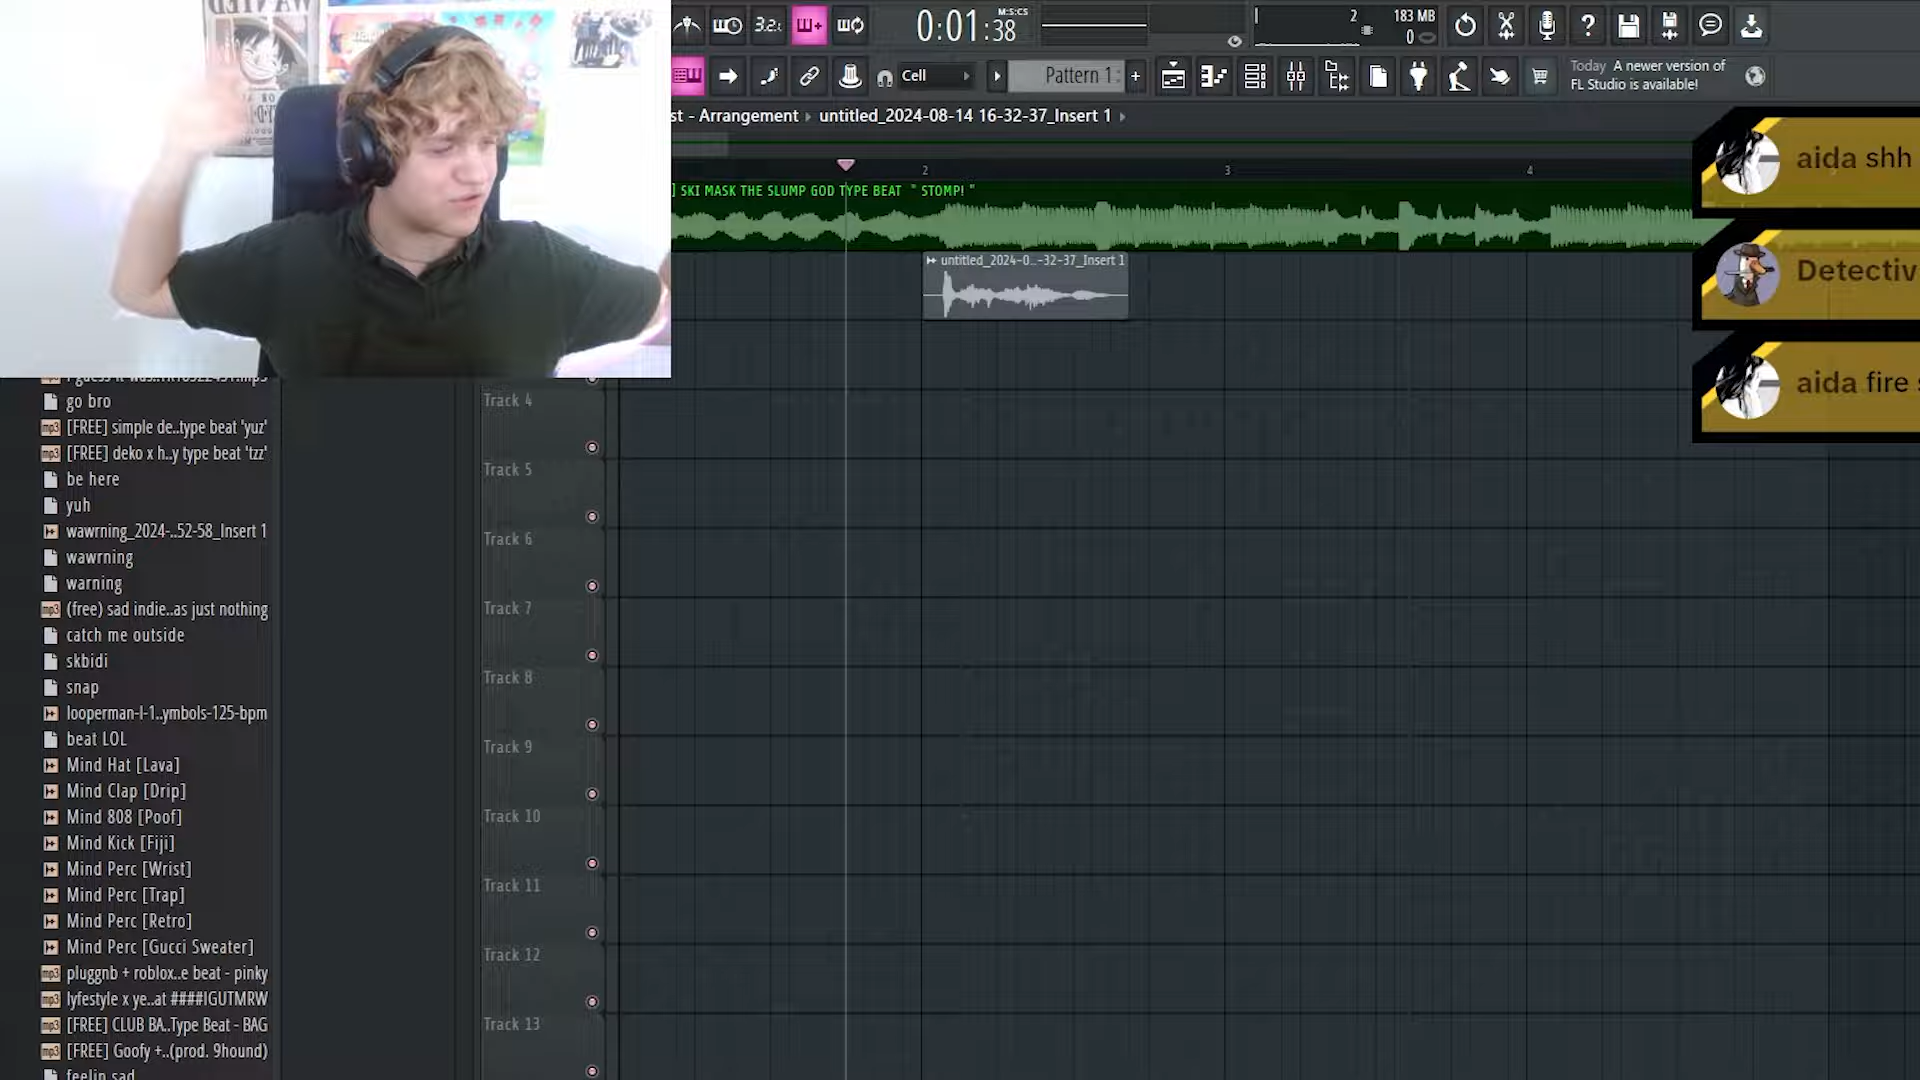 WANTED
3.2.
0:01:38
M:S:CS
2
183 MB
0
Cell
Pattern 1
Today A newer version of
FL Studio is available!
st - Arrangement
untitled_2024-08-14 16-32-37_Insert 1
2
3
4
] SKI MASK THE SLUMP GOD TYPE BEAT " STOMP! "
untitled_2024-0..-32-37_Insert 1
aida shh
Detectiv
aida fire
go bro
[FREE] simple de..type beat 'yuz'
[FREE] deko x h..y type beat 'tzz'
be here
yuh
wawrning_2024-..52-58_Insert 1
wawrning
warning
(free) sad indie..as just nothing
catch me outside
skbidi
snap
looperman-l-1..ymbols-125-bpm
beat LOL
Mind Hat [Lava]
Mind Clap [Drip]
Mind 808 [Poof]
Mind Kick [Fiji]
Mind Perc [Wrist]
Mind Perc [Trap]
Mind Perc [Retro]
Mind Perc [Gucci Sweater]
pluggnb + roblox..e beat - pinky
lyfestyle x ye..at ####IGUTMRW
[FREE] CLUB BA..Type Beat - BAG
[FREE] Goofy +..(prod. 9hound)
feelin sad
Track 4
Track 5
Track 6
Track 7
Track 8
Track 9
Track 10
Track 11
Track 12
Track 13